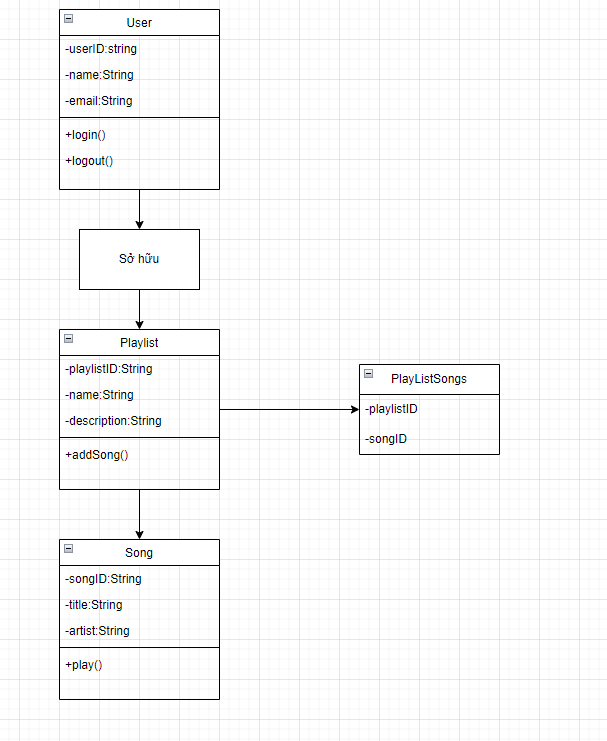 User
-userID:string
-name:String
-email:String
+login()
+logout()
Sở hữu
Playlist
-playlistID:String
-name:String
-description:String
+addSong()
PlayListSongs
-playlistID
-songID
Song
-songID:String
-title:String
-artist:String
+play()